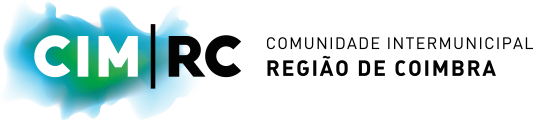 CIM|RC
COMUNIDADE INTERMUNICIPAL
REGIÃO DE COIMBRA